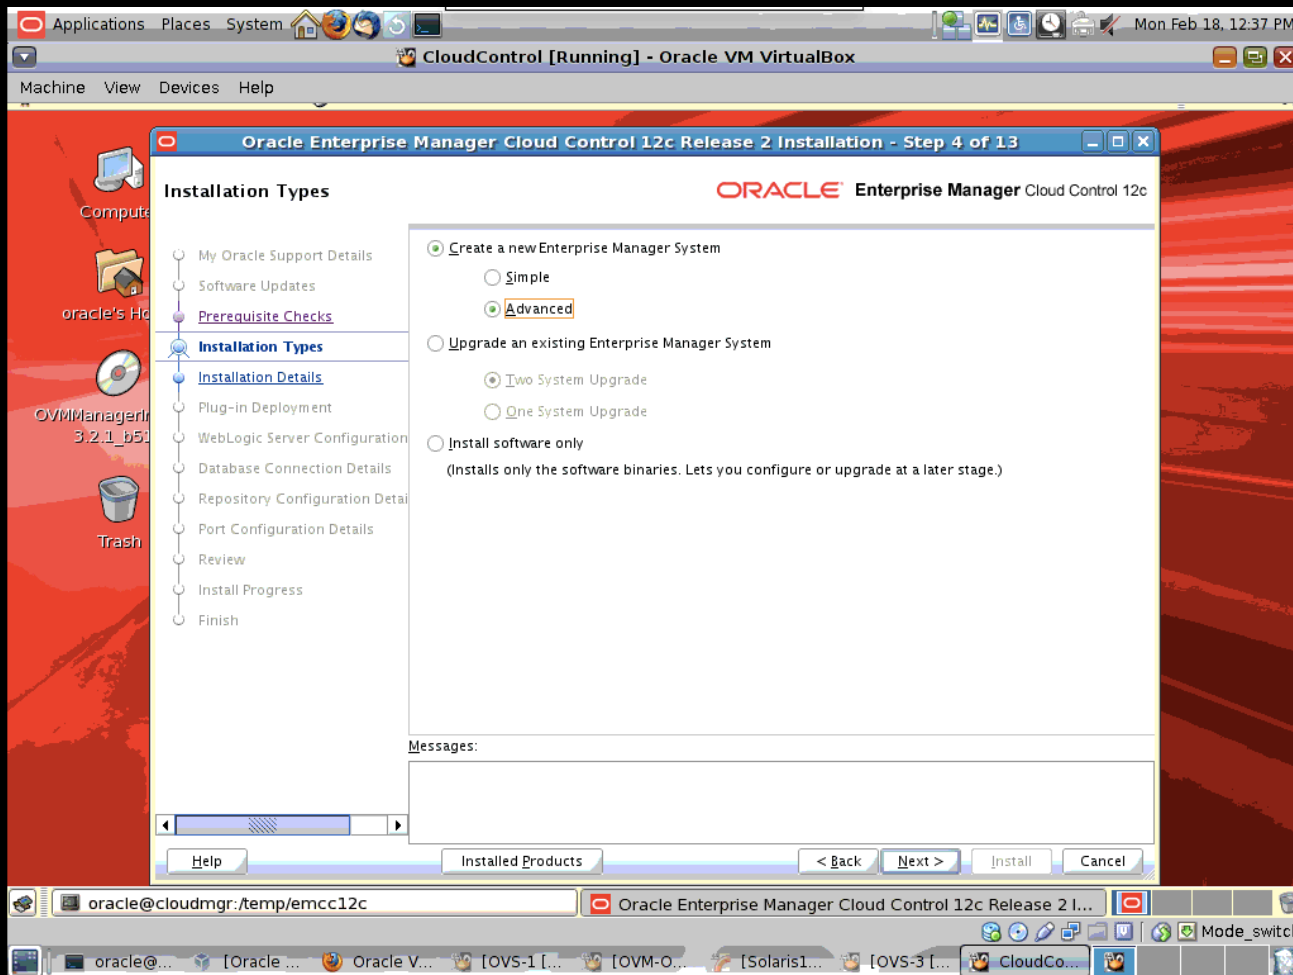 Applications Places System Mon Feb 18, 12:37 PM
CloudControl [Running] - Oracle VM VirtualBox
Machine View Devices Help
Oracle Enterprise Manager Cloud Control 12c Release 2 Installation - Step 4 of 13
Installation Types
ORACLE Enterprise Manager Cloud Control 12c
Compute
oracle's Ho
OVMManagerIn
3.2.1_b51
Trash
My Oracle Support Details
Software Updates
Prerequisite Checks
Installation Types
Installation Details
Plug-in Deployment
WebLogic Server Configuration
Database Connection Details
Repository Configuration Detai
Port Configuration Details
Review
Install Progress
Finish
Create a new Enterprise Manager System
Simple
Advanced
Upgrade an existing Enterprise Manager System
Two System Upgrade
One System Upgrade
Install software only
(Installs only the software binaries. Lets you configure or upgrade at a later stage.)
Messages:
Help Installed Products < Back Next > Install Cancel
oracle@cloudmgr:/temp/emcc12c Oracle Enterprise Manager Cloud Control 12c Release 2 I...
Mode_switch
oracle@... [Oracle ... Oracle V... [OVS-1 [... [OVM-O... [Solaris1... [OVS-3 [... CloudCo...